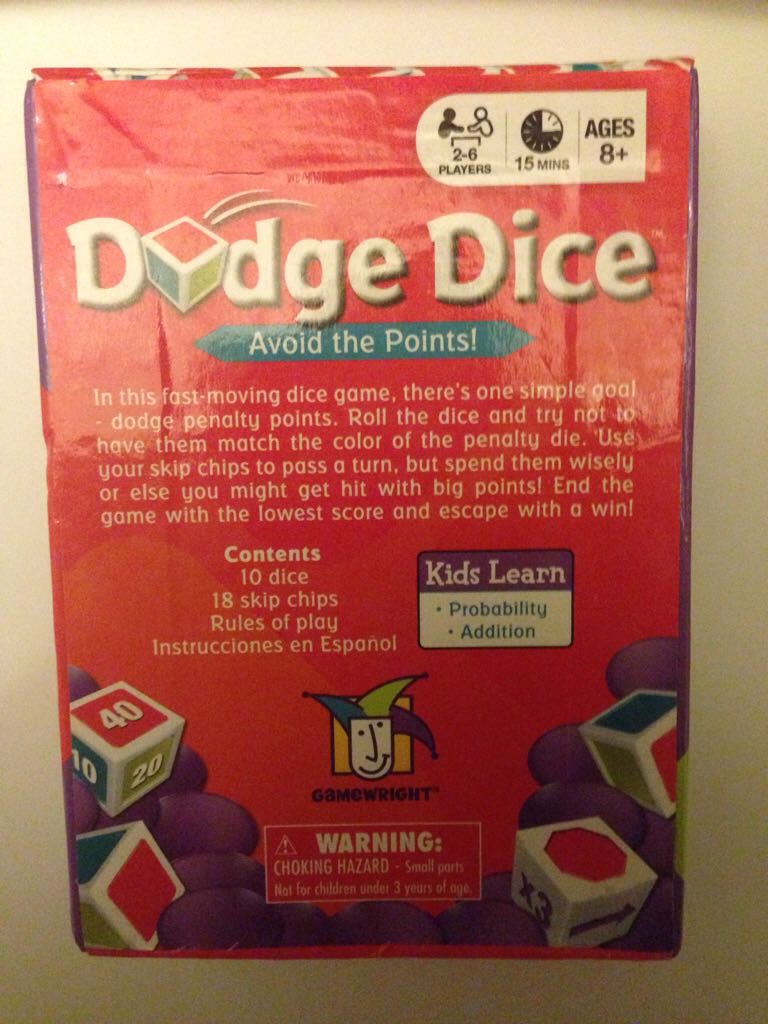 2-6
PLAYERS
15 MINS
AGES
8+
Dodge Dice™
Avoid the Points!
In this fast-moving dice game, there's one simple goal
- dodge penalty points. Roll the dice and try not to
have them match the color of the penalty die. Use
your skip chips to pass a turn, but spend them wisely
or else you might get hit with big points! End the
game with the lowest score and escape with a win!
Contents
10 dice
18 skip chips
Rules of play
Instrucciones en Español
Kids Learn
• Probability
• Addition
40
10
20
GAMEWRIGHT®
x3
WARNING:
CHOKING HAZARD - Small parts
Not for children under 3 years of age.